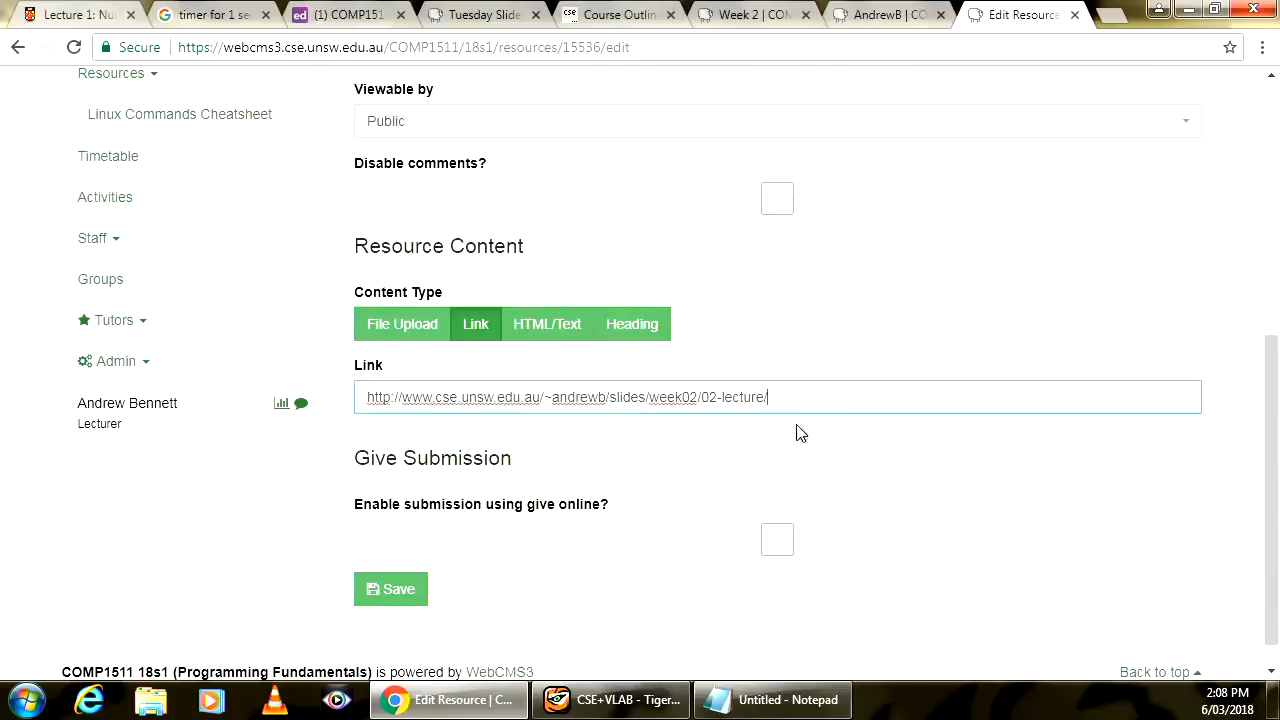 Lecture 1: Nu
timer for 1 sec
ed
(1) COMP151
Tuesday Slide
CSE
Course Outlin
Week 2 | CO
AndrewB | CO
Edit Resource
Secure
https://webcms3.cse.unsw.edu.au/COMP1511/18s1/resources/15536/edit
Resources
Linux Commands Cheatsheet
Timetable
Activities
Staff
Groups
Tutors
Admin
Andrew Bennett
Lecturer
Viewable by
Public
Disable comments?
Resource Content
Content Type
File Upload
Link
HTML/Text
Heading
Link
http://www.cse.unsw.edu.au/~andrewb/slides/week02/02-lecture/
Give Submission
Enable submission using give online?
Save
COMP1511 18s1 (Programming Fundamentals) is powered by WebCMS3
Back to top
Edit Resource | C...
CSE+VLAB - Tiger...
Untitled - Notepad
2:08 PM
6/03/2018